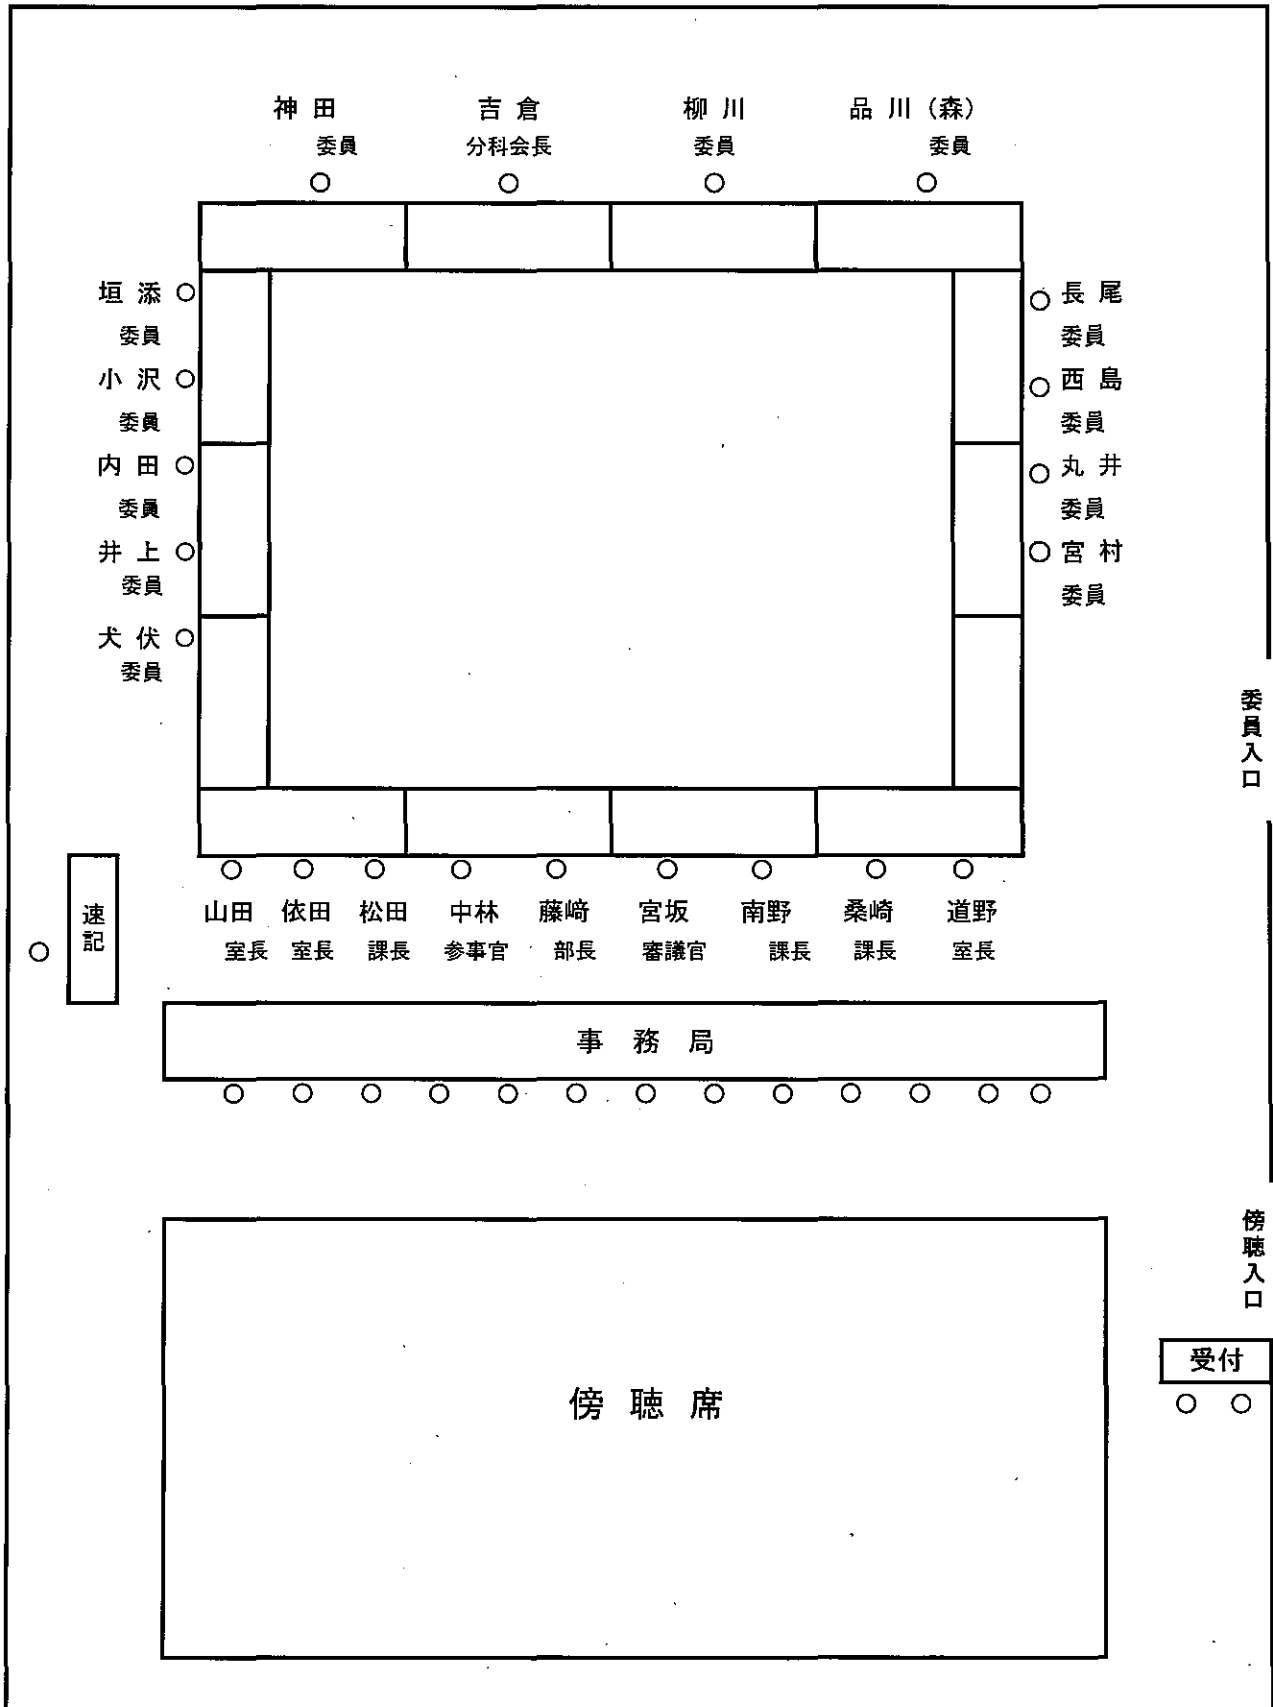 神田 吉倉 柳川 品川（森）
委員 分科会長 委員 委員
垣添
委員
小沢
委員
内田
委員
井上
委員
犬伏
委員
長尾
委員
西島
委員
丸井
委員
宮村
委員
委員入口
速記
山田 依田 松田 中林 藤﨑 宮坂 南野 桑崎 道野
室長 室長 課長 参事官 部長 審議官 課長 課長 室長
事務局
傍聴入口
受付
傍聴席